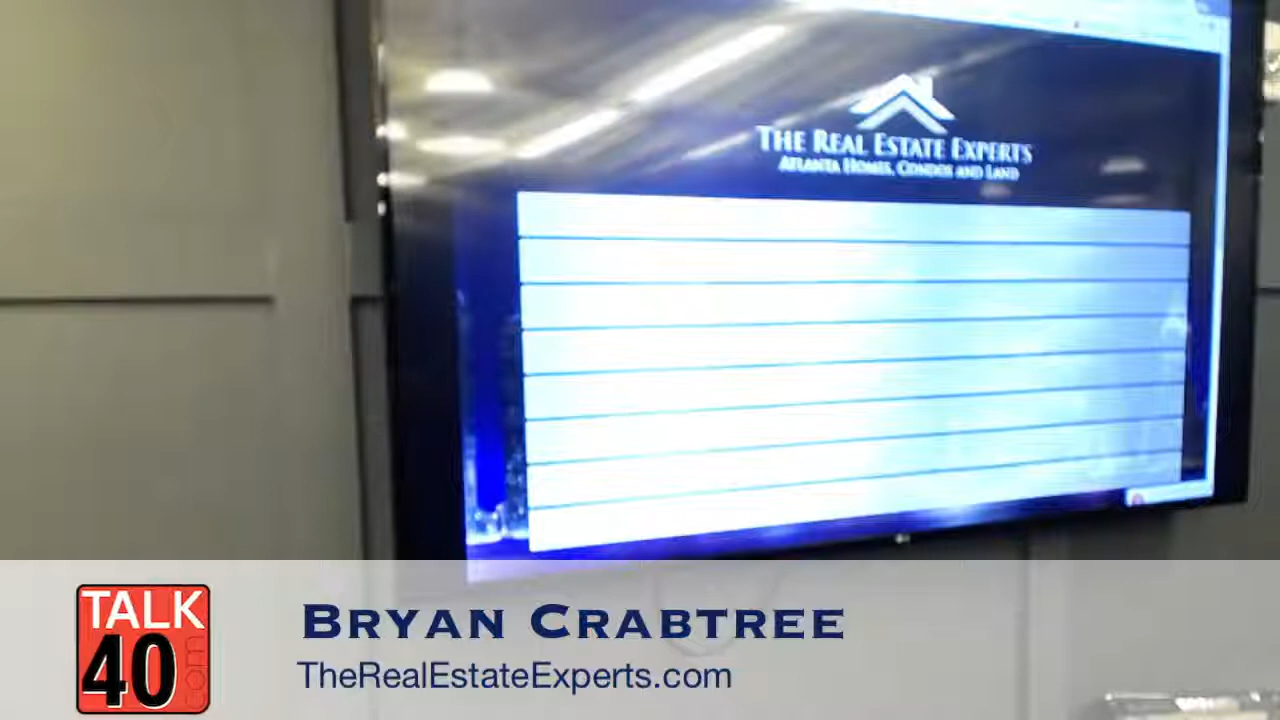 THE REAL ESTATE EXPERTS
ATLANTA HOMES, CONDOS AND LAND
TALK
40
.com
BRYAN CRABTREE
TheRealEstateExperts.com